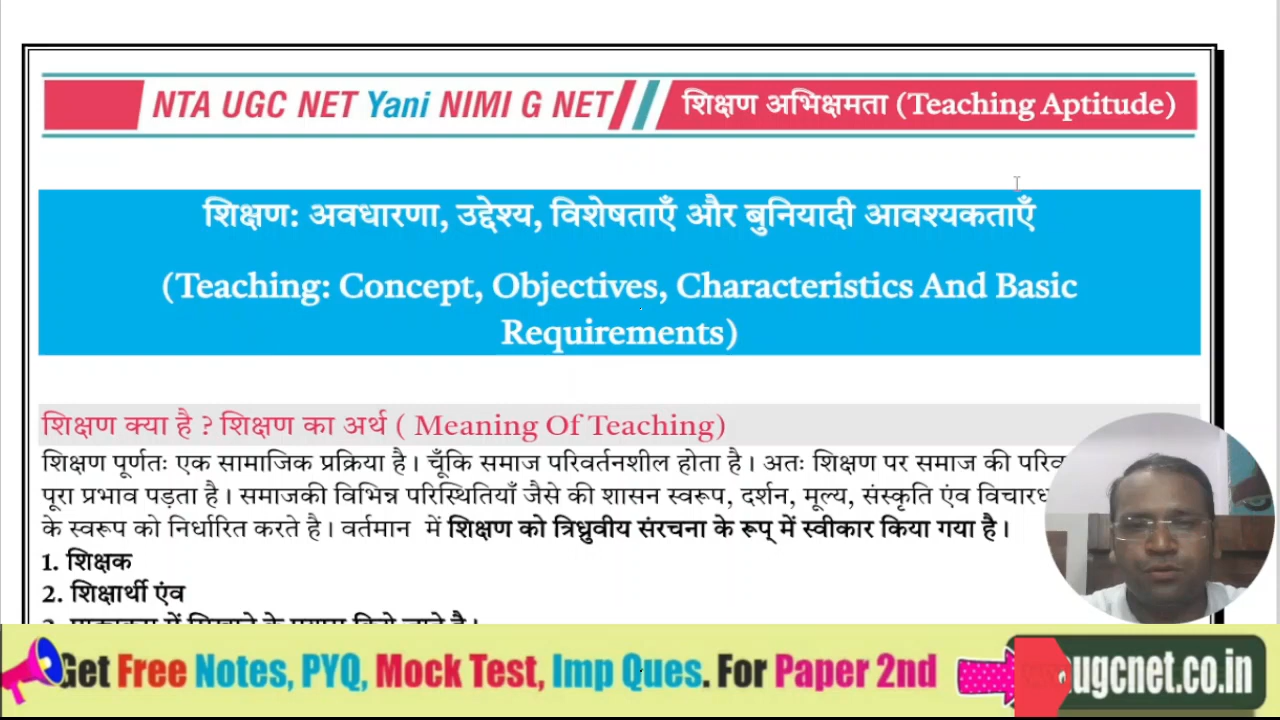 NTA UGC NET Yani NIMI G NET शिक्षण अभिक्षमता (Teaching Aptitude)
शिक्षण: अवधारणा, उद्देश्य, विशेषताएँ और बुनियादी आवश्यकताएँ
(Teaching: Concept, Objectives, Characteristics And Basic
Requirements)
शिक्षण क्या है ? शिक्षण का अर्थ ( Meaning Of Teaching)
शिक्षण पूर्णतः एक सामाजिक प्रक्रिया है। चूँकि समाज परिवर्तनशील होता है। अतः शिक्षण पर समाज की
पूरा प्रभाव पड़ता है। समाजकी विभिन्न परिस्थितियाँ जैसे की शासन स्वरूप, दर्शन, मूल्य, संस्कृति एंव
के स्वरूप को निर्धारित करते है। वर्तमान में शिक्षण को त्रिध्रुवीय संरचना के रूप् में स्वीकार किया गया है।
1. शिक्षक
2. शिक्षार्थी एंव
Get Free Notes, PYQ, Mock Test, Imp Ques. For Paper 2nd ugcnet.co.in